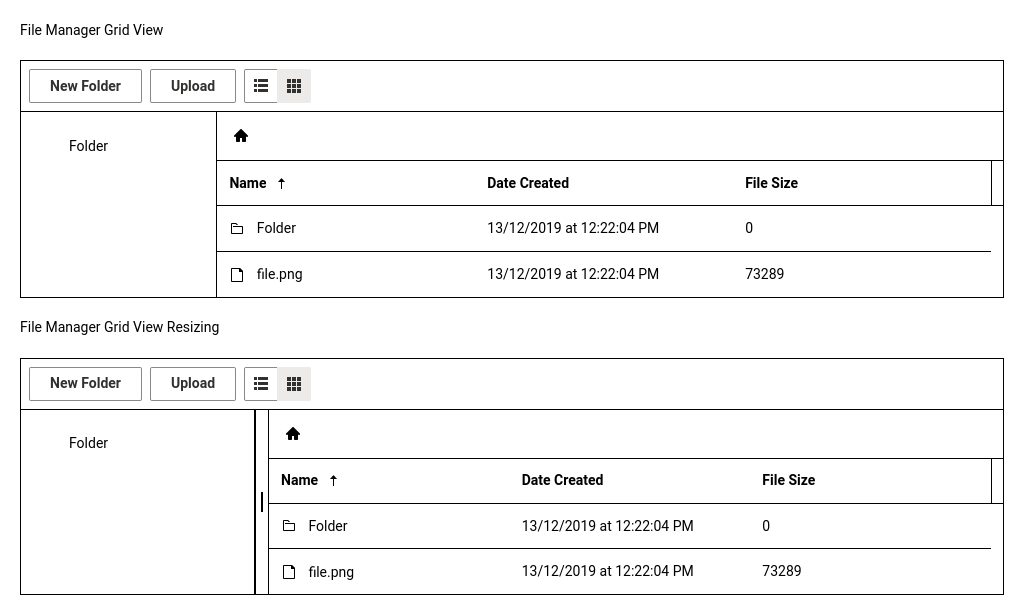 File Manager Grid View
New Folder Upload
Folder
Name Date Created File Size
Folder 13/12/2019 at 12:22:04 PM 0
file.png 13/12/2019 at 12:22:04 PM 73289
File Manager Grid View Resizing
New Folder Upload
Folder
Name Date Created File Size
Folder 13/12/2019 at 12:22:04 PM 0
file.png 13/12/2019 at 12:22:04 PM 73289